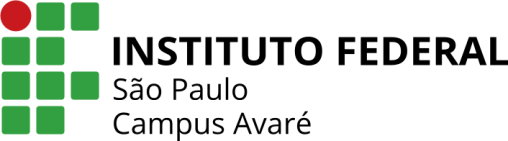 INSTITUTO FEDERAL
São Paulo
Campus Avaré